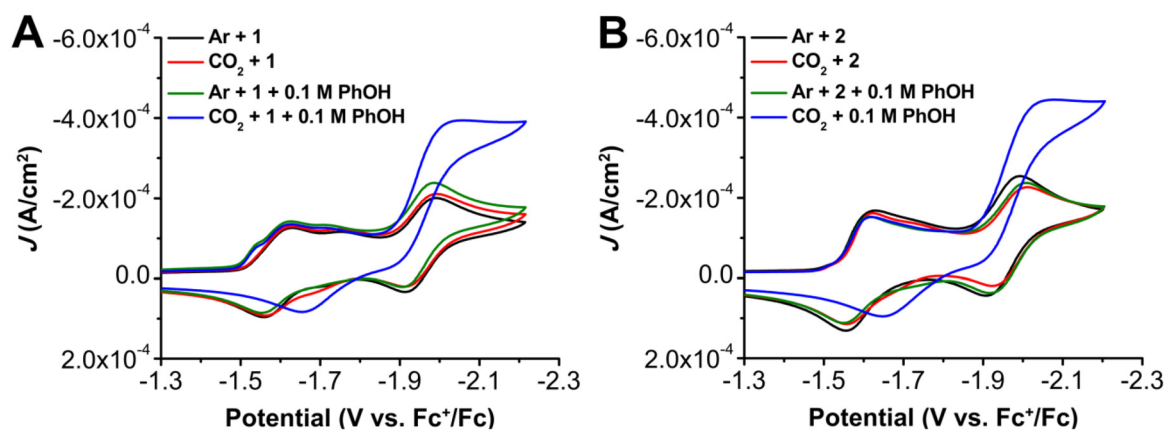 A
-6.0x10⁻⁴
-4.0x10⁻⁴
-2.0x10⁻⁴
0.0
2.0x10⁻⁴
J (A/cm²)
Ar + 1
CO₂ + 1
Ar + 1 + 0.1 M PhOH
CO₂ + 1 + 0.1 M PhOH
-1.3 -1.5 -1.7 -1.9 -2.1 -2.3
Potential (V vs. Fc⁺/Fc)
B
-6.0x10⁻⁴
-4.0x10⁻⁴
-2.0x10⁻⁴
0.0
2.0x10⁻⁴
J (A/cm²)
Ar + 2
CO₂ + 2
Ar + 2 + 0.1 M PhOH
CO₂ + 0.1 M PhOH
-1.3 -1.5 -1.7 -1.9 -2.1 -2.3
Potential (V vs. Fc⁺/Fc)